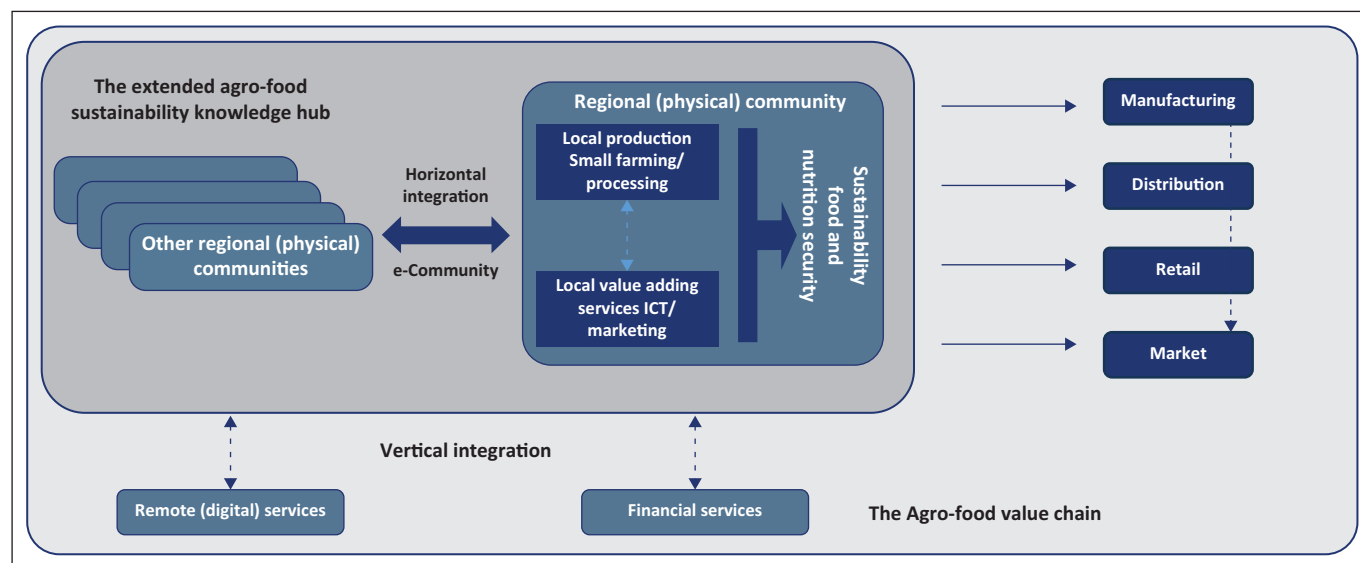 The extended agro-food
sustainability knowledge hub
Other regional (physical)
communities
Horizontal
integration
e-Community
Regional (physical) community
Local production
Small farming/
processing
Local value adding
services ICT/
marketing
Sustainability
food and
nutrition security
Manufacturing
Distribution
Retail
Market
Vertical integration
Remote (digital) services
Financial services
The Agro-food value chain